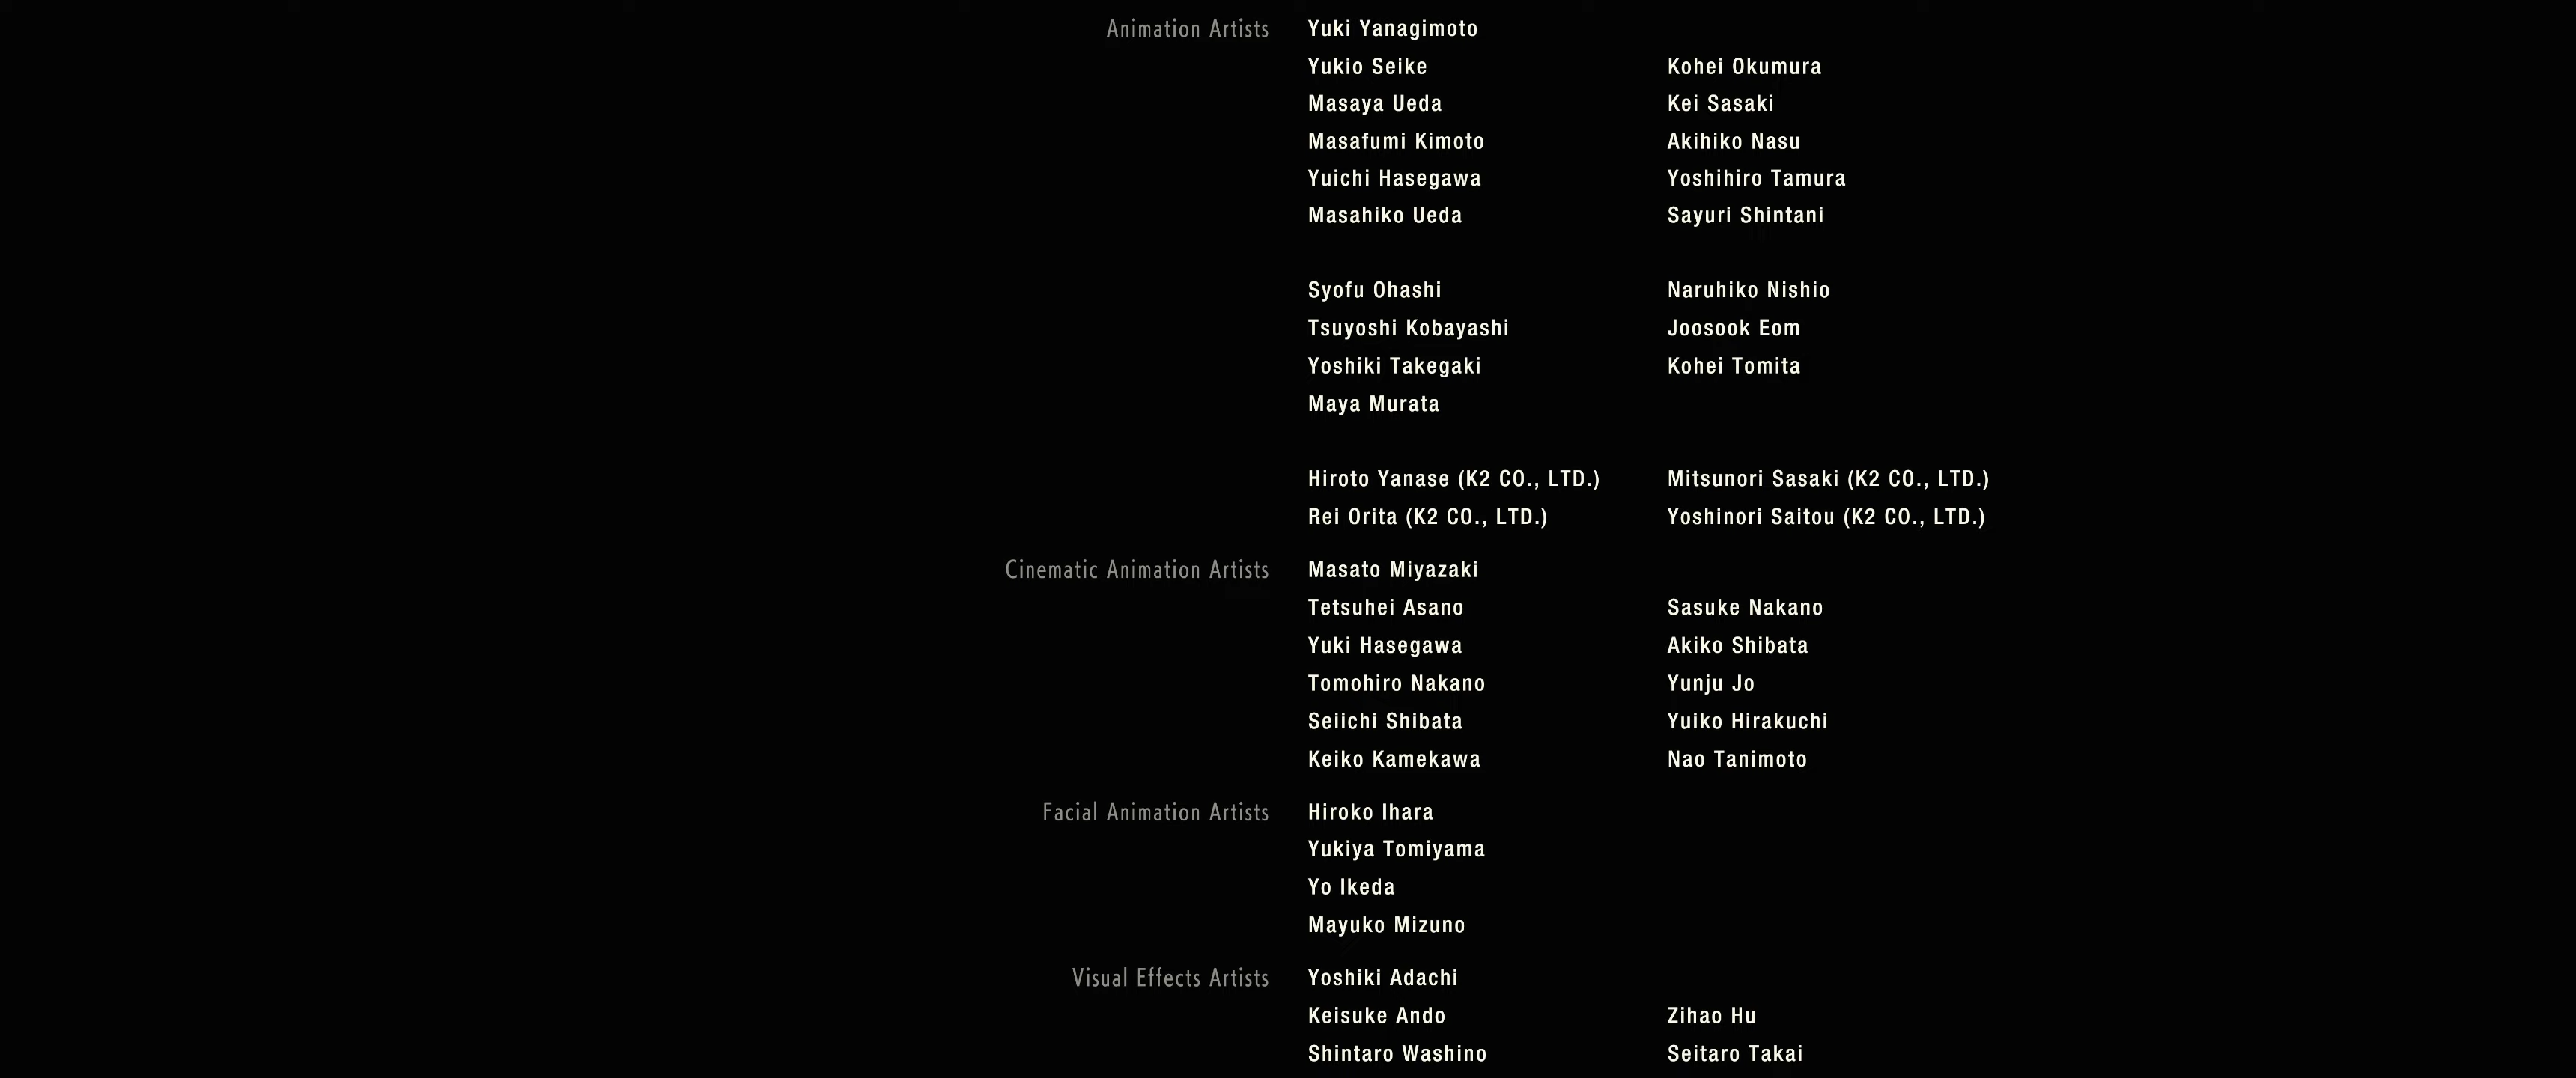 Animation Artists Yuki Yanagimoto
Yukio Seike Kohei Okumura
Masaya Ueda Kei Sasaki
Masafumi Kimoto Akihiko Nasu
Yuichi Hasegawa Yoshihiro Tamura
Masahiko Ueda Sayuri Shintani
Syofu Ohashi Naruhiko Nishio
Tsuyoshi Kobayashi Joosook Eom
Yoshiki Takegaki Kohei Tomita
Maya Murata
Hiroto Yanase (K2 CO., LTD.) Mitsunori Sasaki (K2 CO., LTD.)
Rei Orita (K2 CO., LTD.) Yoshinori Saitou (K2 CO., LTD.)
Cinematic Animation Artists Masato Miyazaki
Tetsuhei Asano Sasuke Nakano
Yuki Hasegawa Akiko Shibata
Tomohiro Nakano Yunju Jo
Seiichi Shibata Yuiko Hirakuchi
Keiko Kamekawa Nao Tanimoto
Facial Animation Artists Hiroko Ihara
Yukiya Tomiyama
Yo Ikeda
Mayuko Mizuno
Visual Effects Artists Yoshiki Adachi
Keisuke Ando Zihao Hu
Shintaro Washino Seitaro Takai